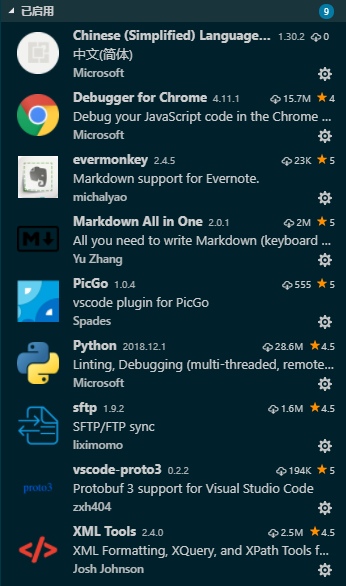 已启用 9
Chinese (Simplified) Language... 1.30.2 0
中文(简体)
Microsoft
Debugger for Chrome 4.11.1 15.7M 4
Debug your JavaScript code in the Chrome ...
Microsoft
evermonkey 2.4.5 23K 5
Markdown support for Evernote.
michalyao
Markdown All in One 2.0.1 2M 5
All you need to write Markdown (keyboard ...
Yu Zhang
PicGo 1.0.4 555 5
vscode plugin for PicGo
Spades
Python 2018.12.1 28.6M 4.5
Linting, Debugging (multi-threaded, remote...
Microsoft
sftp 1.9.2 1.6M 4.5
SFTP/FTP sync
liximomo
proto3
vscode-proto3 0.2.2 194K 5
Protobuf 3 support for Visual Studio Code
zxh404
XML Tools 2.4.0 2.5M 4.5
XML Formatting, XQuery, and XPath Tools f...
Josh Johnson